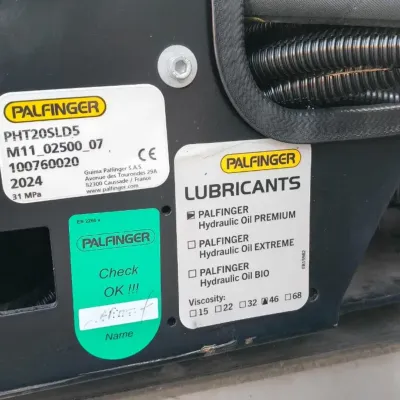 PALFINGER
PHT20SLD5
M11_02500_07
100760020
2024
31 MPa
Guima Palfinger S.A.S
Avenue des Tourondes 29A
82300 Caussade / France
www.palfinger.com
CE
PALFINGER
Check
OK !!!
Name
PALFINGER
LUBRICANTS
PALFINGER
Hydraulic Oil PREMIUM
PALFINGER
Hydraulic Oil EXTREME
PALFINGER
Hydraulic Oil BIO
Viscosity:
15 22 32 46 68